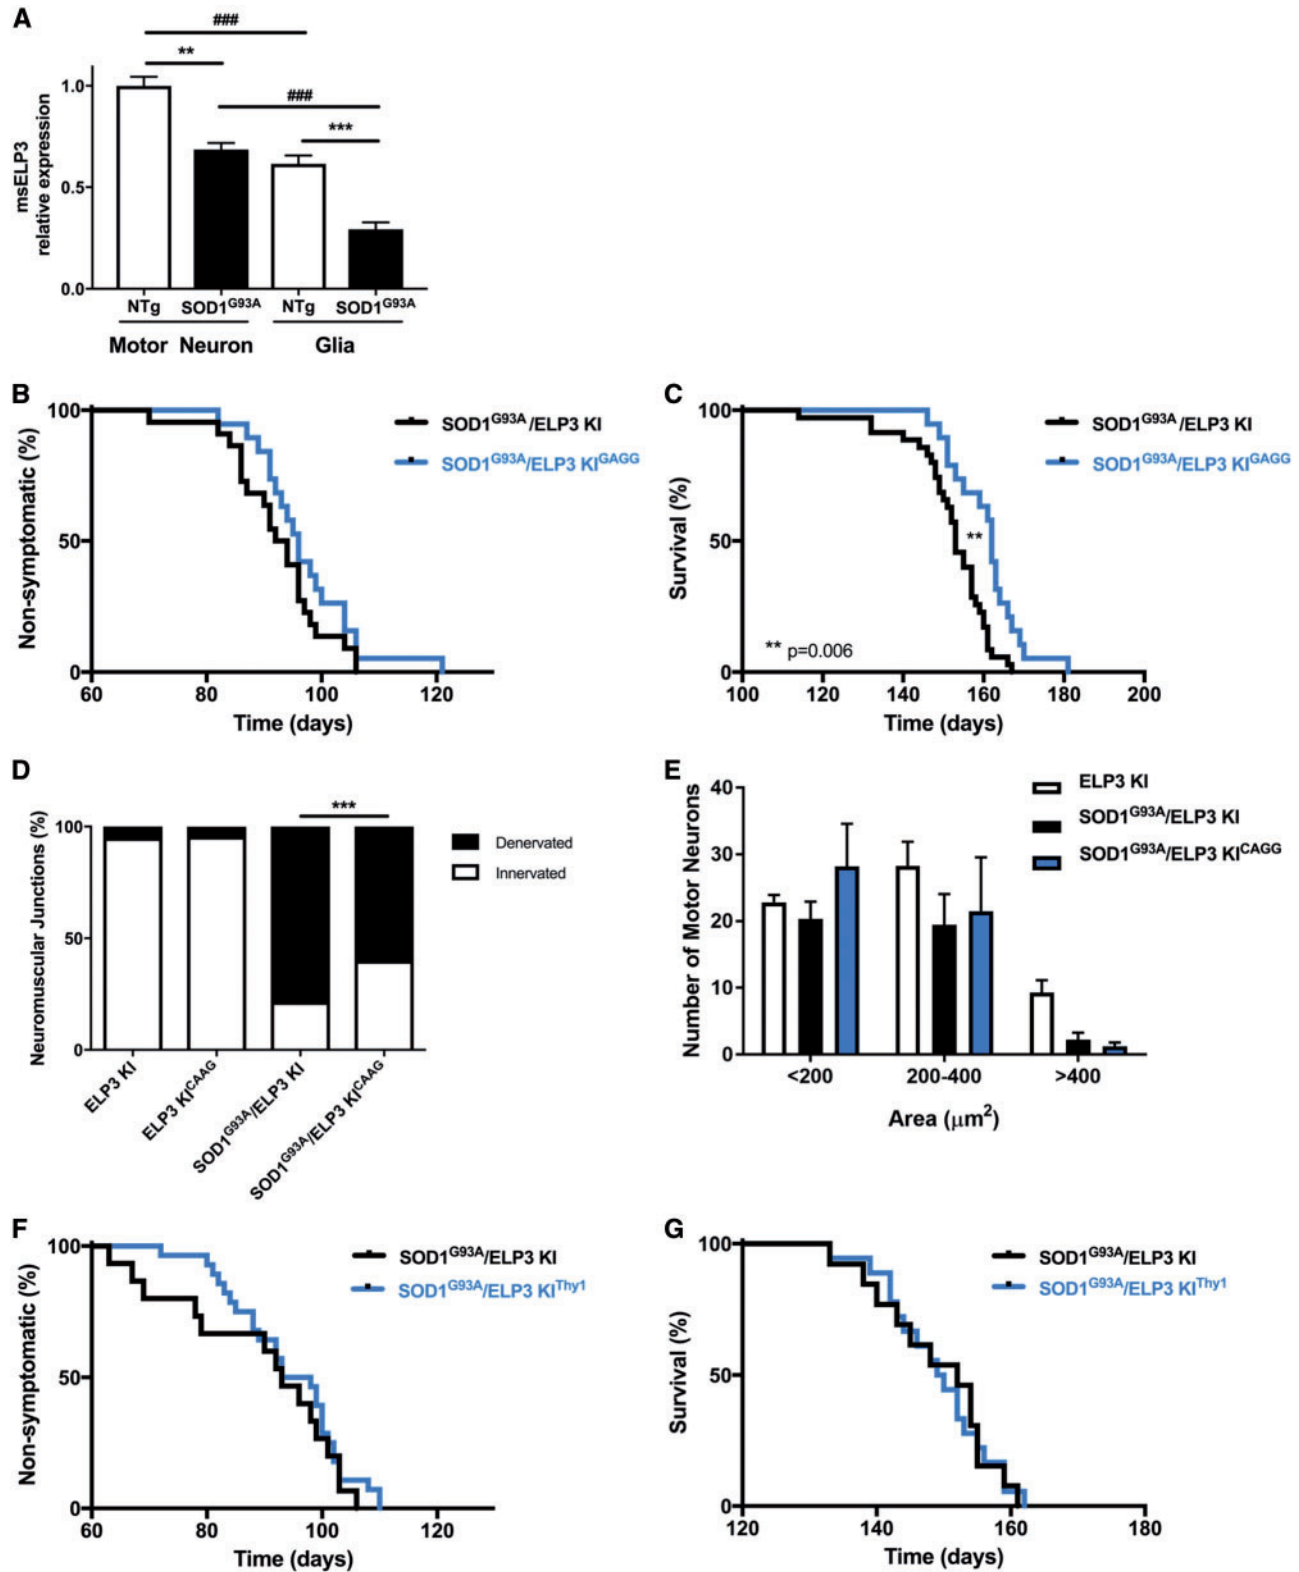 A
###
**
###
***
msELP3
relative expression
1.0
0.5
0.0
NTg SOD1G93A NTg SOD1G93A
Motor Neuron Glia
B
Non-symptomatic (%)
100
50
0
60 80 100 120
Time (days)
SOD1G93A/ELP3 KI
SOD1G93A/ELP3 KIGAGG
C
Survival (%)
100
50
0
100 120 140 160 180 200
Time (days)
SOD1G93A/ELP3 KI
SOD1G93A/ELP3 KIGAGG
**
** p=0.006
D
Neuromuscular Junctions (%)
100
50
0
***
Denervated
Innervated
ELP3 KI
ELP3 KICAAG
SOD1G93A/ELP3 KI
SOD1G93A/ELP3 KICAAG
E
Number of Motor Neurons
40
30
20
10
0
<200 200-400 >400
Area (μm2)
ELP3 KI
SOD1G93A/ELP3 KI
SOD1G93A/ELP3 KICAGG
F
Non-symptomatic (%)
100
50
0
60 80 100 120
Time (days)
SOD1G93A/ELP3 KI
SOD1G93A/ELP3 KIThy1
G
Survival (%)
100
50
0
120 140 160 180
Time (days)
SOD1G93A/ELP3 KI
SOD1G93A/ELP3 KIThy1